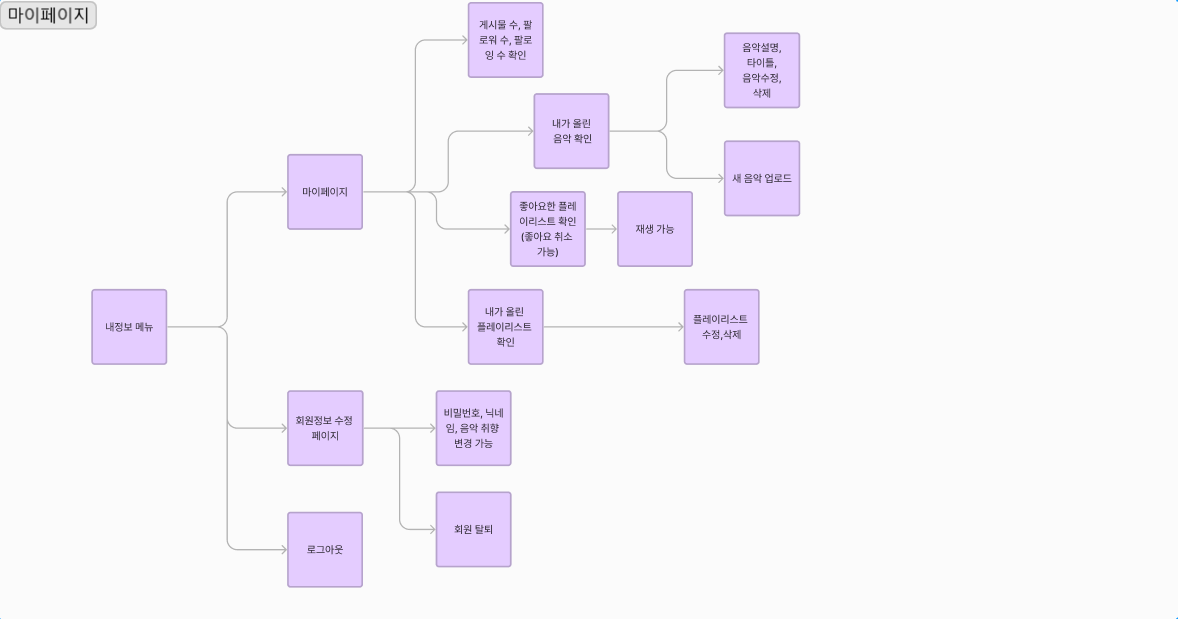 마이페이지
게시물 수, 팔
로워 수, 팔로
잉 수 확인
음악설명,
타이틀,
음악수정,
삭제
내가 올린
음악 확인
새 음악 업로드
마이페이지
좋아요한 플레
이리스트 확인
(좋아요 취소
가능)
재생 가능
내정보 메뉴
내가 올린
플레이리스트
확인
플레이리스트
수정,삭제
회원정보 수정
페이지
비밀번호, 닉네
임, 음악 취향
변경 가능
회원 탈퇴
로그아웃